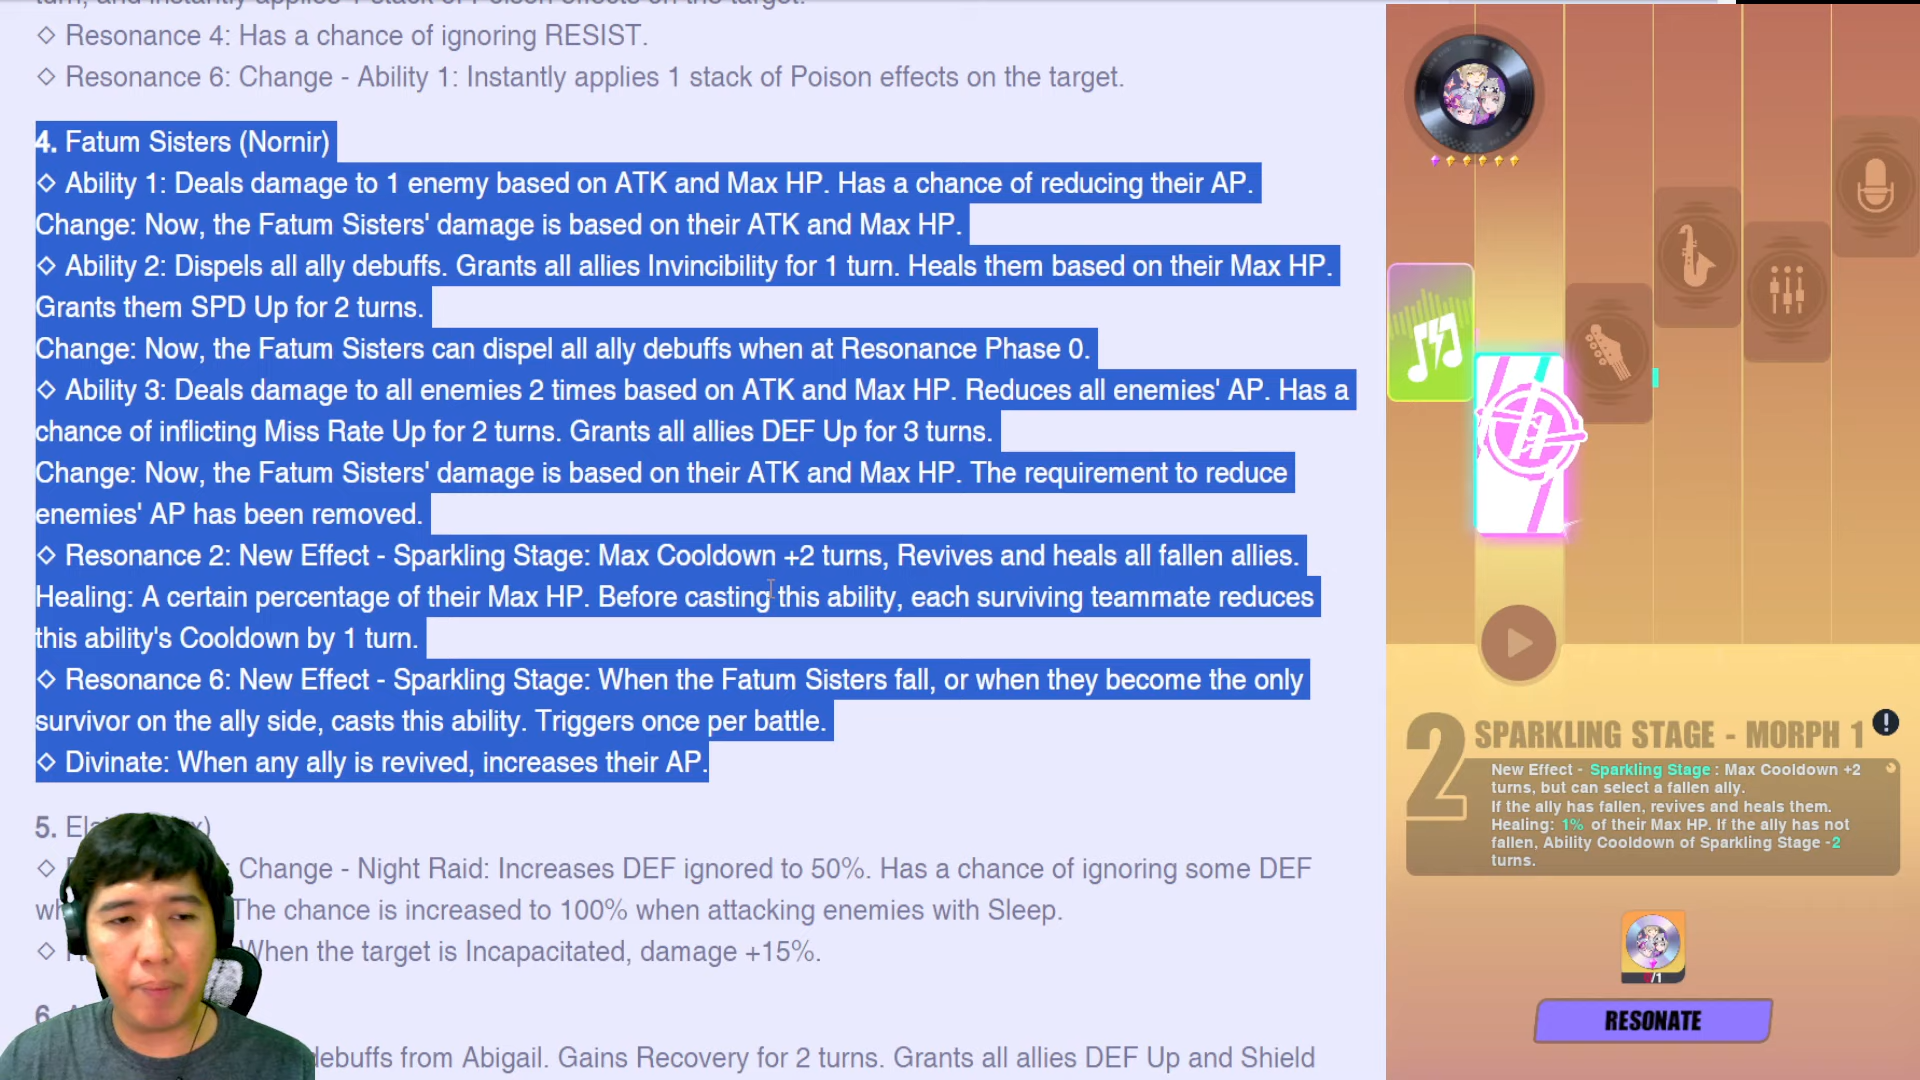 turn, and instantly applies 1 stack of Poison effects on the target.
◇ Resonance 4: Has a chance of ignoring RESIST.
◇ Resonance 6: Change - Ability 1: Instantly applies 1 stack of Poison effects on the target.
4. Fatum Sisters (Nornir)
◇ Ability 1: Deals damage to 1 enemy based on ATK and Max HP. Has a chance of reducing their AP.
Change: Now, the Fatum Sisters' damage is based on their ATK and Max HP.
◇ Ability 2: Dispels all ally debuffs. Grants all allies Invincibility for 1 turn. Heals them based on their Max HP.
Grants them SPD Up for 2 turns.
Change: Now, the Fatum Sisters can dispel all ally debuffs when at Resonance Phase 0.
◇ Ability 3: Deals damage to all enemies 2 times based on ATK and Max HP. Reduces all enemies' AP. Has a
chance of inflicting Miss Rate Up for 2 turns. Grants all allies DEF Up for 3 turns.
Change: Now, the Fatum Sisters' damage is based on their ATK and Max HP. The requirement to reduce
enemies' AP has been removed.
◇ Resonance 2: New Effect - Sparkling Stage: Max Cooldown +2 turns, Revives and heals all fallen allies.
Healing: A certain percentage of their Max HP. Before casting this ability, each surviving teammate reduces
this ability's Cooldown by 1 turn.
◇ Resonance 6: New Effect - Sparkling Stage: When the Fatum Sisters fall, or when they become the only
survivor on the ally side, casts this ability. Triggers once per battle.
◇ Divinate: When any ally is revived, increases their AP.
5.
◇ Change - Night Raid: Increases DEF ignored to 50%. Has a chance of ignoring some DEF
The chance is increased to 100% when attacking enemies with Sleep.
◇ When the target is Incapacitated, damage +15%.
6.
debuffs from Abigail. Gains Recovery for 2 turns. Grants all allies DEF Up and Shield
2 SPARKLING STAGE - MORPH 1
New Effect - Sparkling Stage : Max Cooldown +2
turns, but can select a fallen ally.
If the ally has fallen, revives and heals them.
Healing: 1% of their Max HP. If the ally has not
fallen, Ability Cooldown of Sparkling Stage -2
turns.
/1
RESONATE